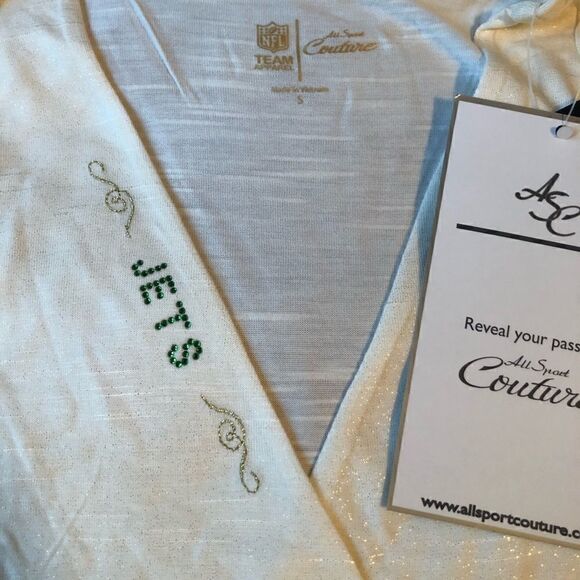 NFL
TEAM
APPAREL
All Sport
Couture
Made in Vietnam
S
JETS
ASC
Reveal your pass
All Sport
Couture
www.allsportcouture.c